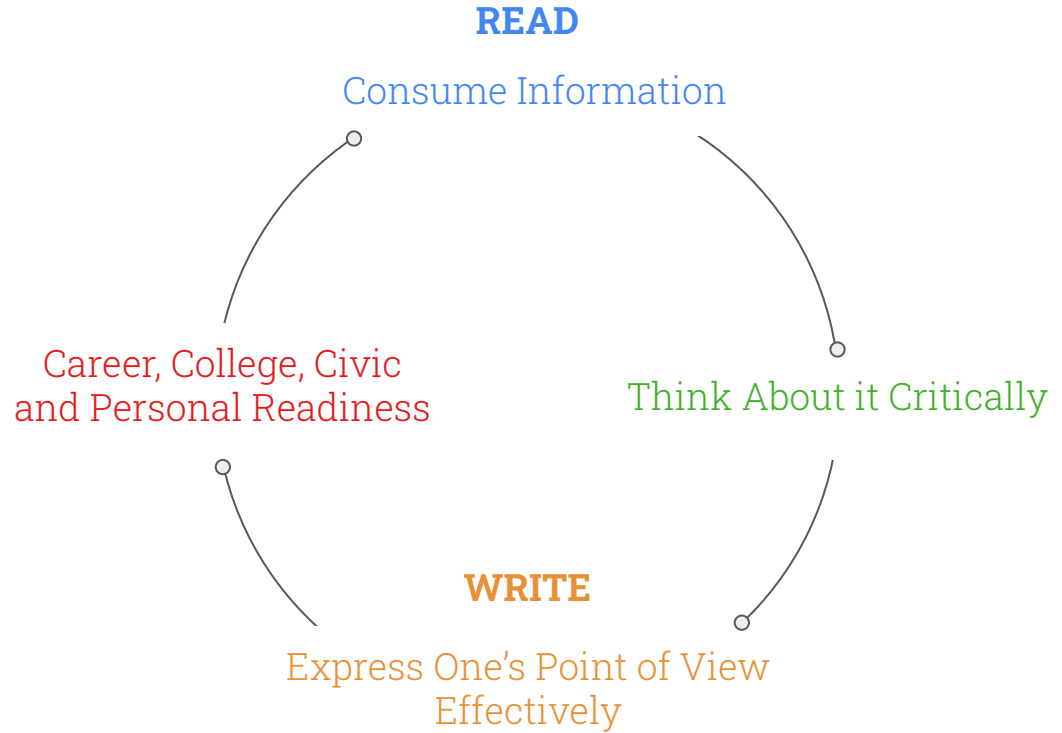 READ
Consume Information
Career, College, Civic
and Personal Readiness
Think About it Critically
WRITE
Express One’s Point of View
Effectively